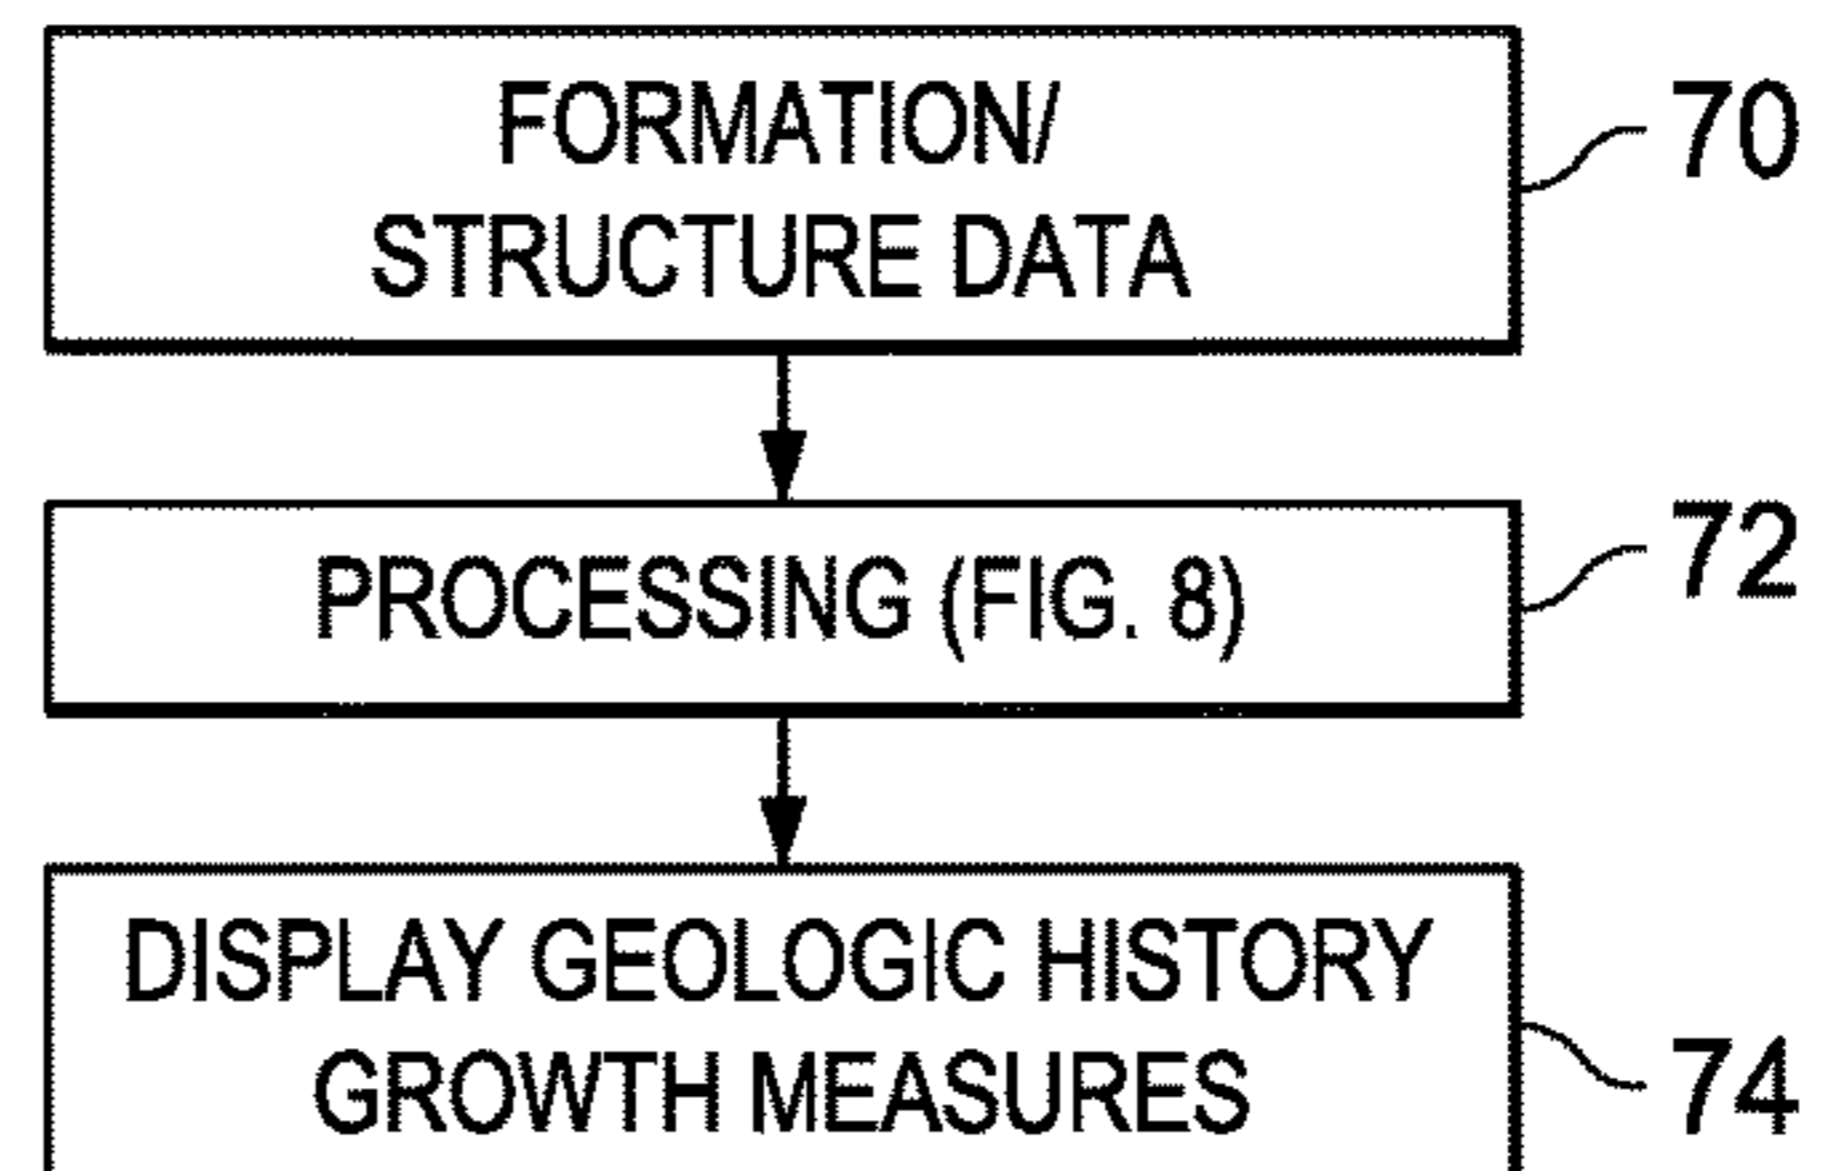 FORMATION/
STRUCTURE DATA
70
PROCESSING (FIG. 8)
72
DISPLAY GEOLOGIC HISTORY
GROWTH MEASURES
74